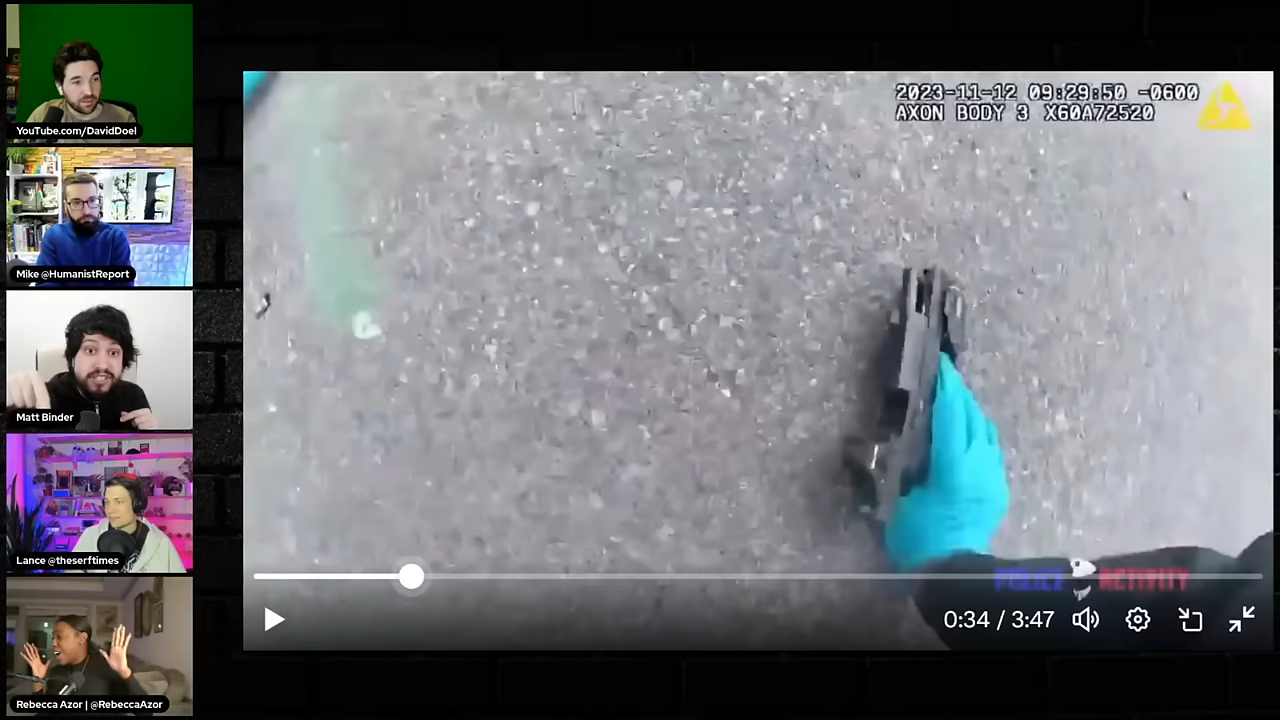 YouTube.com/DavidDoel
Mike @HumanistReport
Matt Binder
Lance @theserftimes
Rebecca Azor | @RebeccaAzor
2023-11-12 09:29:50 -0600
AXON BODY 3 X60A72520
POLICE ACTIVITY
0:34 / 3:47